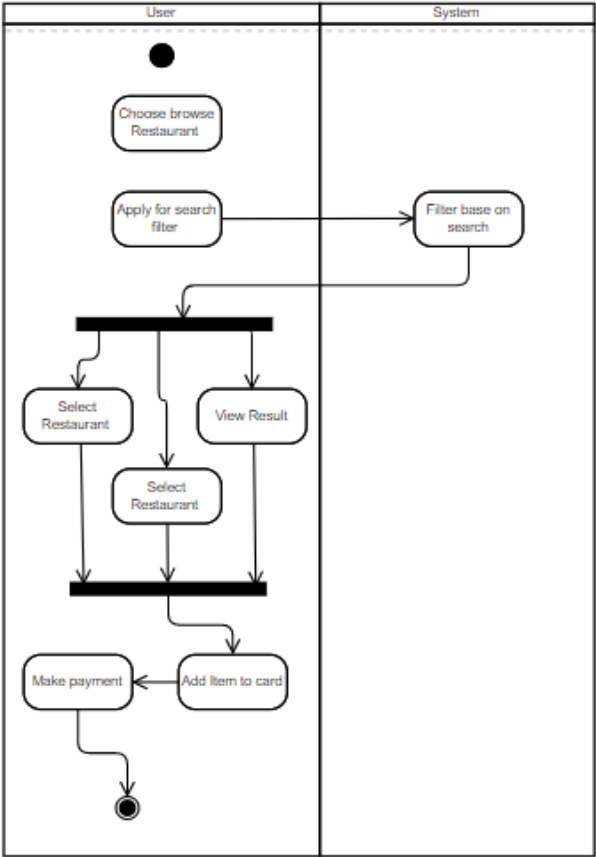 User
System
Choose browse
Restaurant
Apply for search
filter
Filter base on
search
Select
Restaurant
View Result
Select
Restaurant
Make payment
Add Item to card